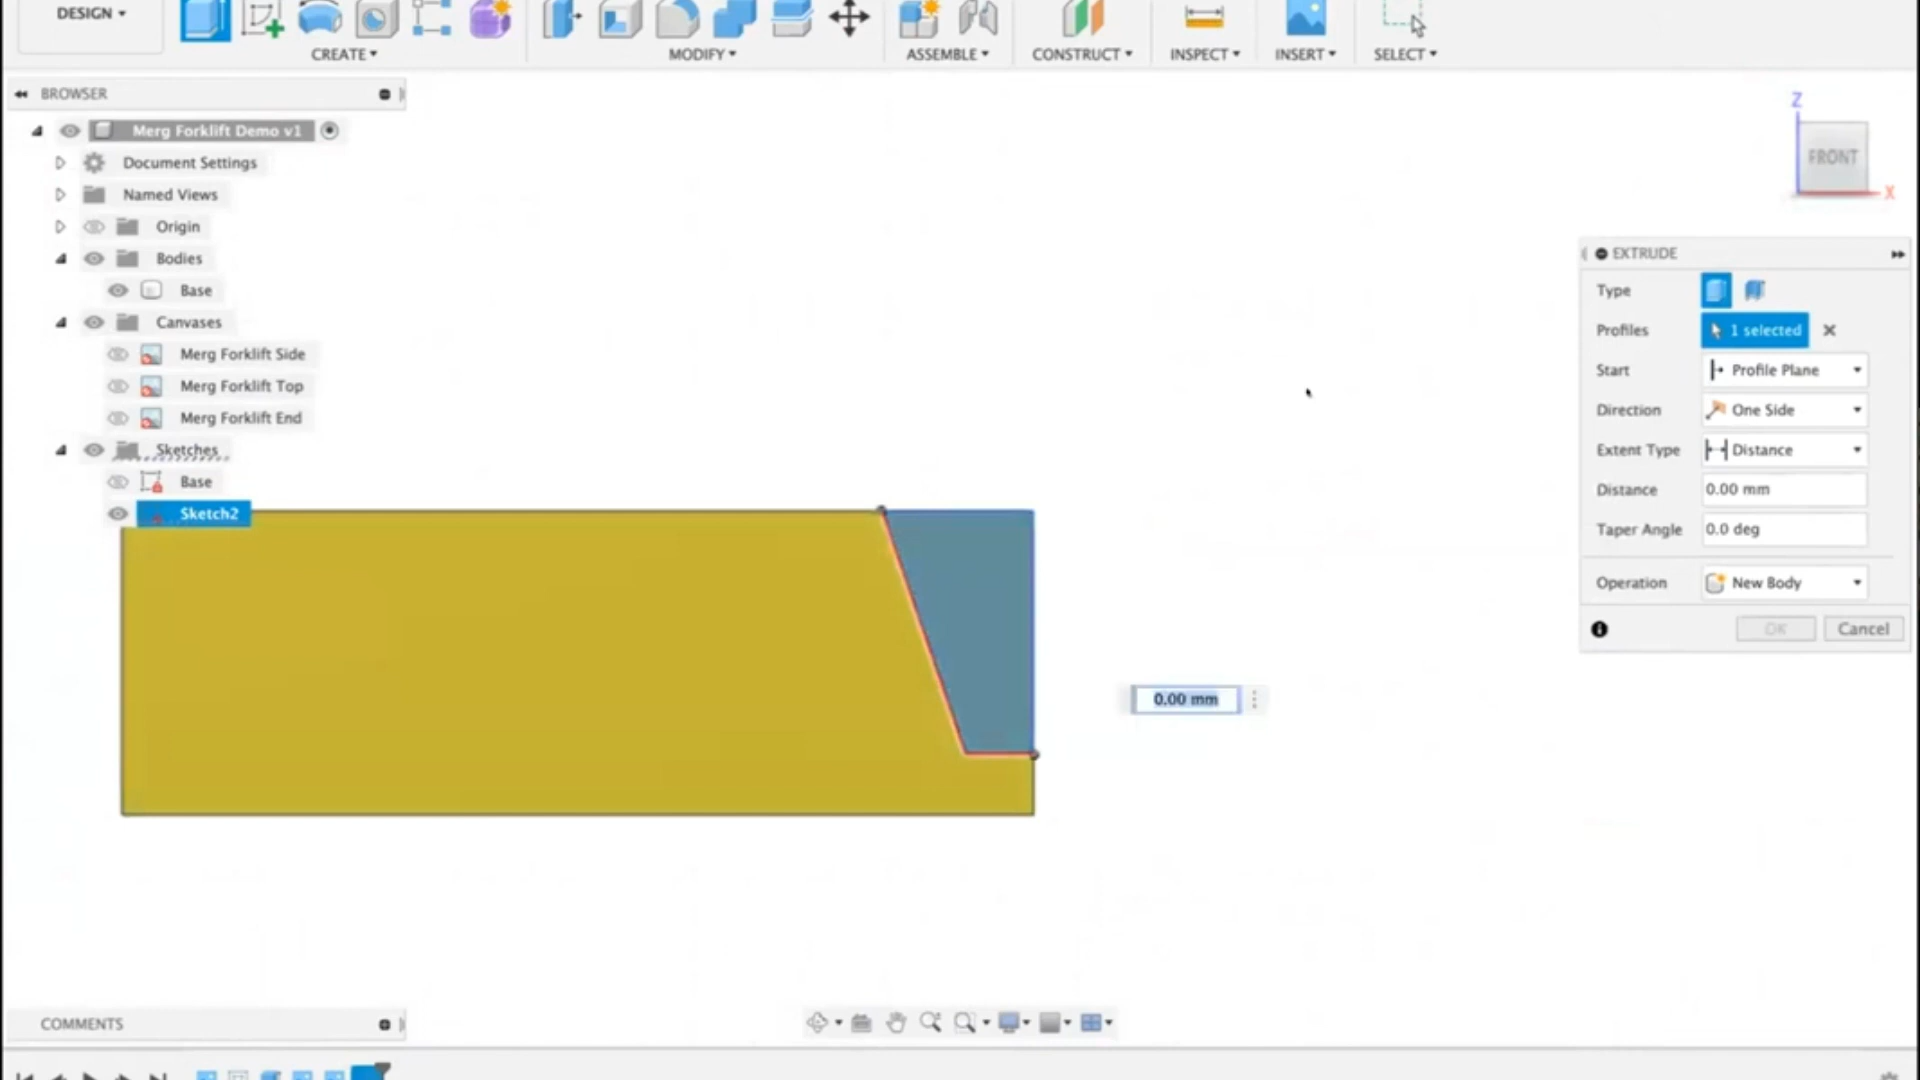 DESIGN
CREATE
MODIFY
ASSEMBLE
CONSTRUCT
INSPECT
INSERT
SELECT
BROWSER
Merg Forklift Demo v1
Document Settings
Named Views
Origin
Bodies
Base
Canvases
Merg Forklift Side
Merg Forklift Top
Merg Forklift End
Sketches
Base
Sketch2
Z
FRONT
X
EXTRUDE
Type
Profiles 1 selected
Start Profile Plane
Direction One Side
Extent Type Distance
Distance 0.00 mm
Taper Angle 0.0 deg
Operation New Body
OK Cancel
0.00 mm
COMMENTS